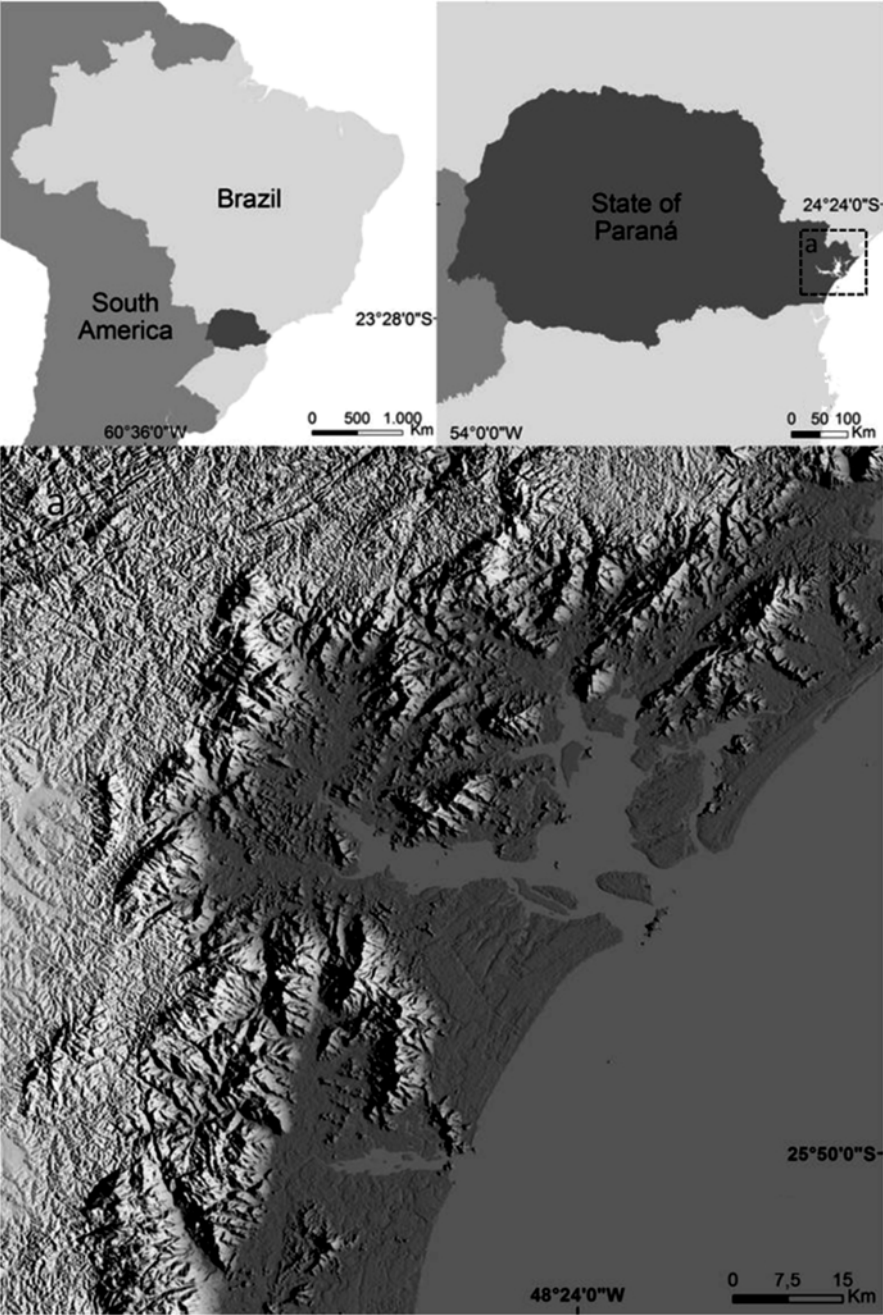 Brazil
South
America
23°28'0"S
60°36'0"W
0 500 1.000
Km
State of
Paraná
24°24'0"S
a
54°0'0"W
0 50 100
Km
a
25°50'0"S
48°24'0"W
0 7,5 15
Km